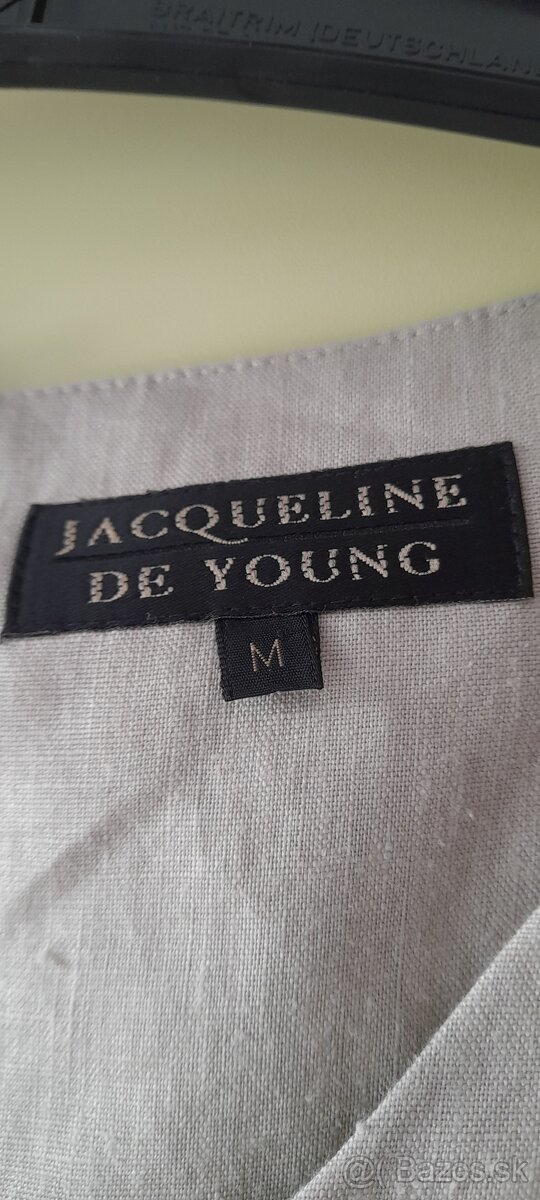 BRAITRIM (DEUTSCHLAND
JACQUELINE
DE YOUNG
M
@ Bazos.sk